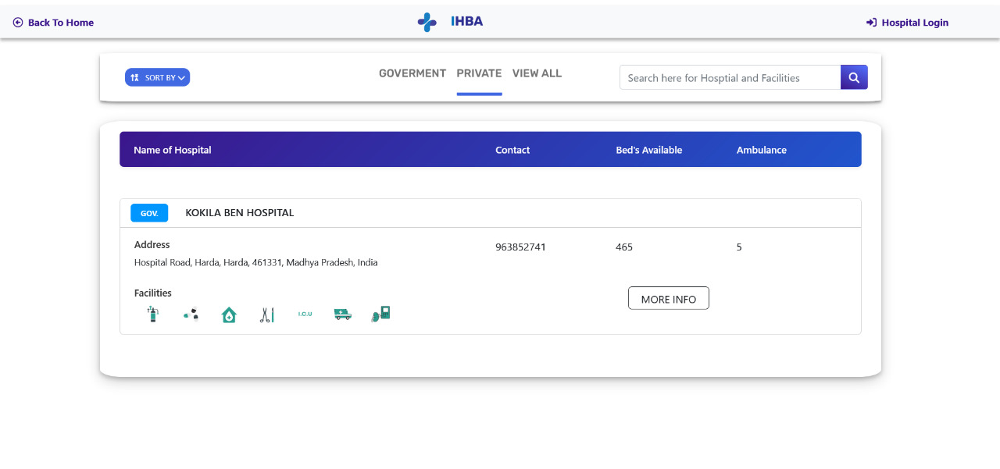 Back To Home
IHBA
Hospital Login
SORT BY
GOVERMENT PRIVATE VIEW ALL
Search here for Hosptial and Facilities
Name of Hospital Contact Bed's Available Ambulance
GOV. KOKILA BEN HOSPITAL
Address
963852741 465 5
Hospital Road, Harda, Harda, 461331, Madhya Pradesh, India
Facilities
MORE INFO
I.C.U